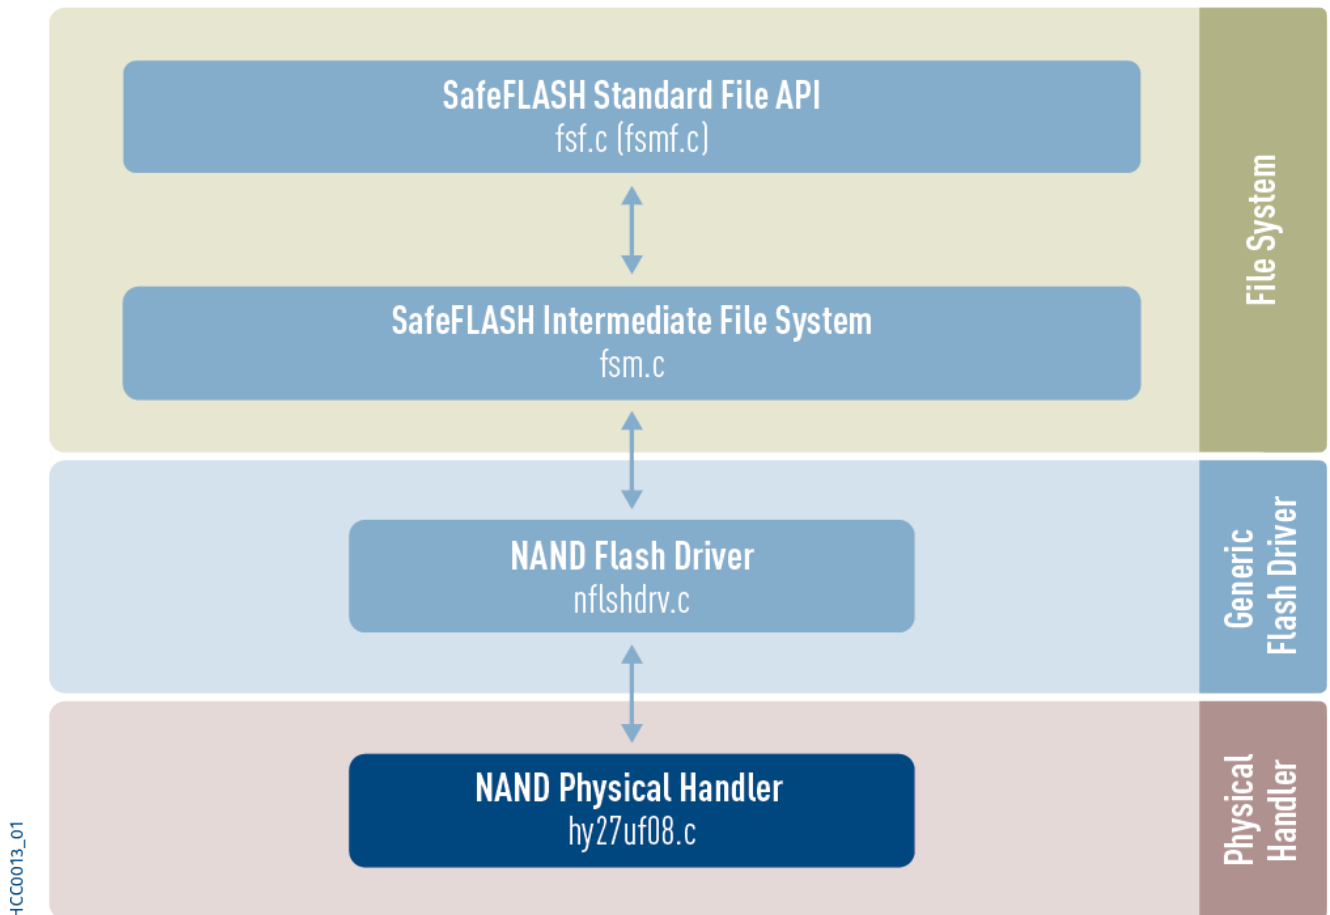 SafeFLASH Standard File API
fsf.c (fsmf.c)
File System
SafeFLASH Intermediate File System
fsm.c
NAND Flash Driver
nflshdrv.c
Generic
Flash Driver
NAND Physical Handler
hy27uf08.c
Physical
Handler
HCC0013_01